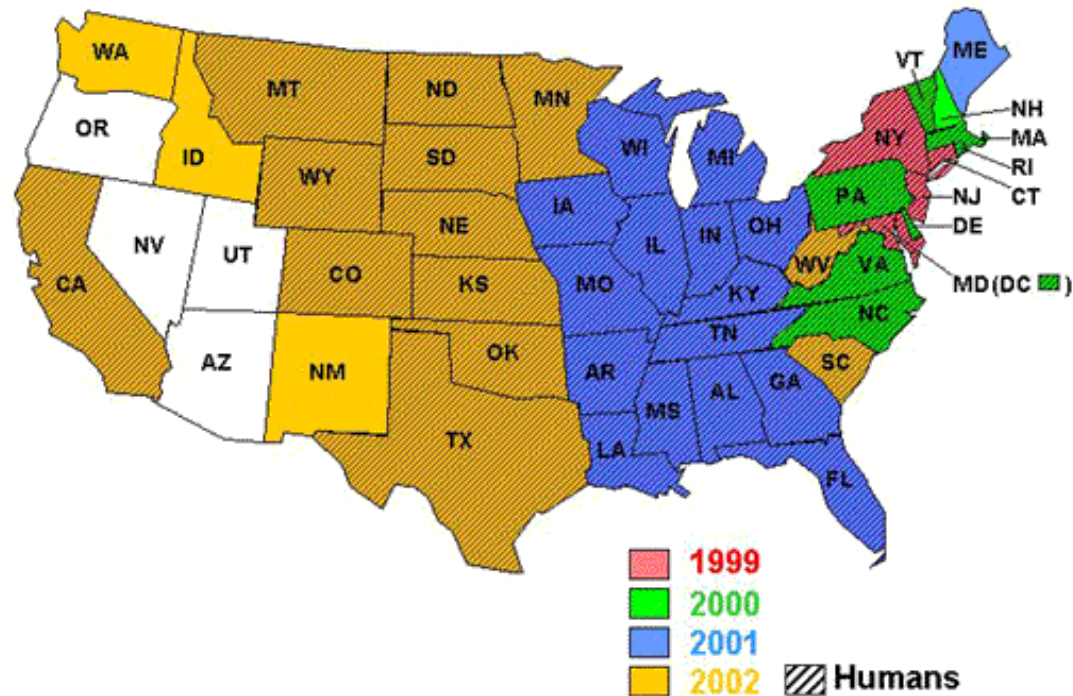 WA
MT
ND
MN
VT
ME
OR
ID
SD
WI
MI
NY
NH
MA
RI
WY
IA
PA
NJ
CT
NV
UT
NE
IL
IN
OH
DE
CA
CO
KS
MO
KY
WV
VA
MD (DC )
AZ
NM
OK
AR
TN
NC
SC
TX
MS
AL
GA
LA
FL
1999
2000
2001
2002
Humans